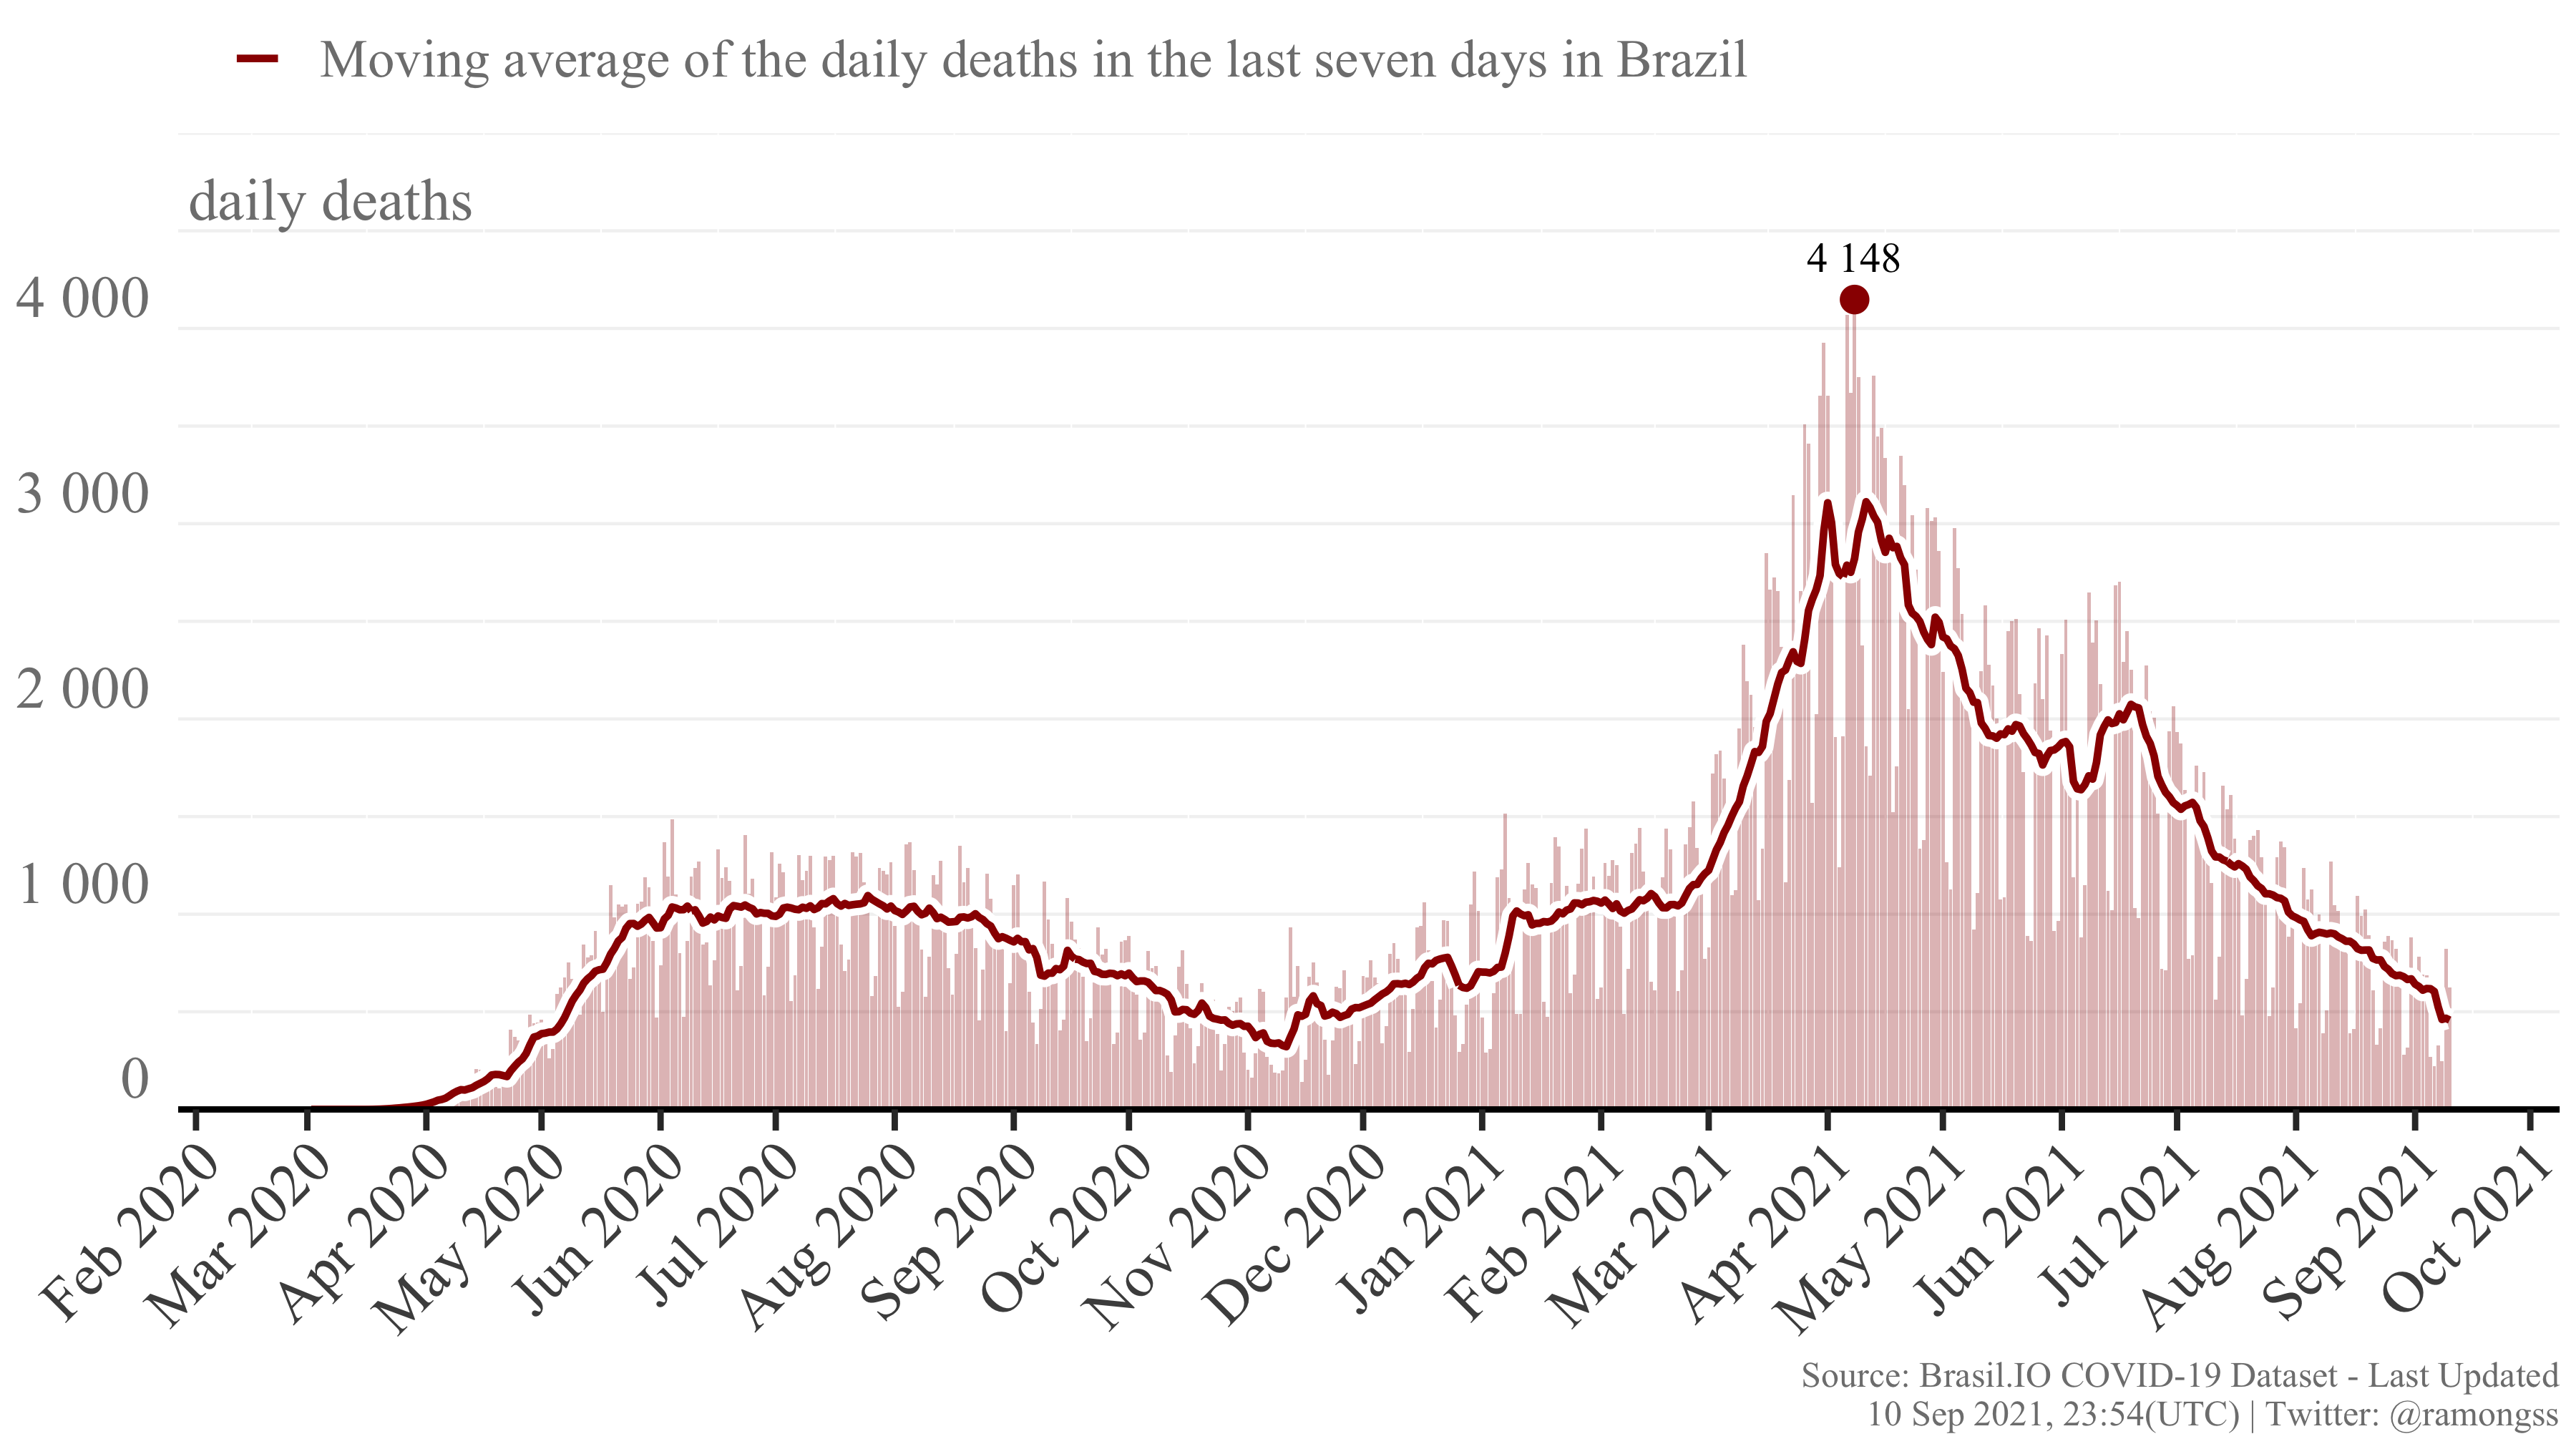 Moving average of the daily deaths in the last seven days in Brazil
daily deaths
4 148
4 000
3 000
2 000
1 000
0
Feb 2020
Mar 2020
Apr 2020
May 2020
Jun 2020
Jul 2020
Aug 2020
Sep 2020
Oct 2020
Nov 2020
Dec 2020
Jan 2021
Feb 2021
Mar 2021
Apr 2021
May 2021
Jun 2021
Jul 2021
Aug 2021
Sep 2021
Oct 2021
Source: Brasil.IO COVID-19 Dataset - Last Updated
10 Sep 2021, 23:54(UTC) | Twitter: @ramongss